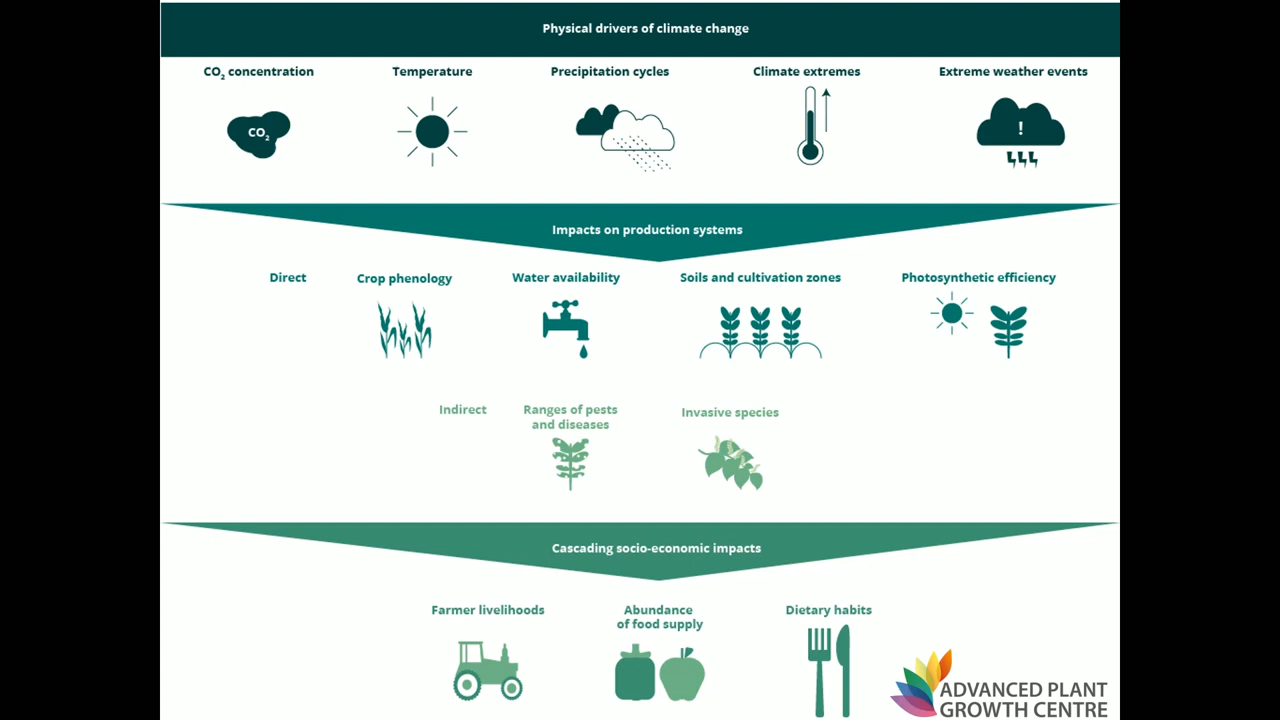 Physical drivers of climate change
CO₂ concentration
Temperature
Precipitation cycles
Climate extremes
Extreme weather events
CO₂
!
Impacts on production systems
Direct
Crop phenology
Water availability
Soils and cultivation zones
Photosynthetic efficiency
Indirect
Ranges of pests
and diseases
Invasive species
Cascading socio-economic impacts
Farmer livelihoods
Abundance
of food supply
Dietary habits
ADVANCED PLANT
GROWTH CENTRE